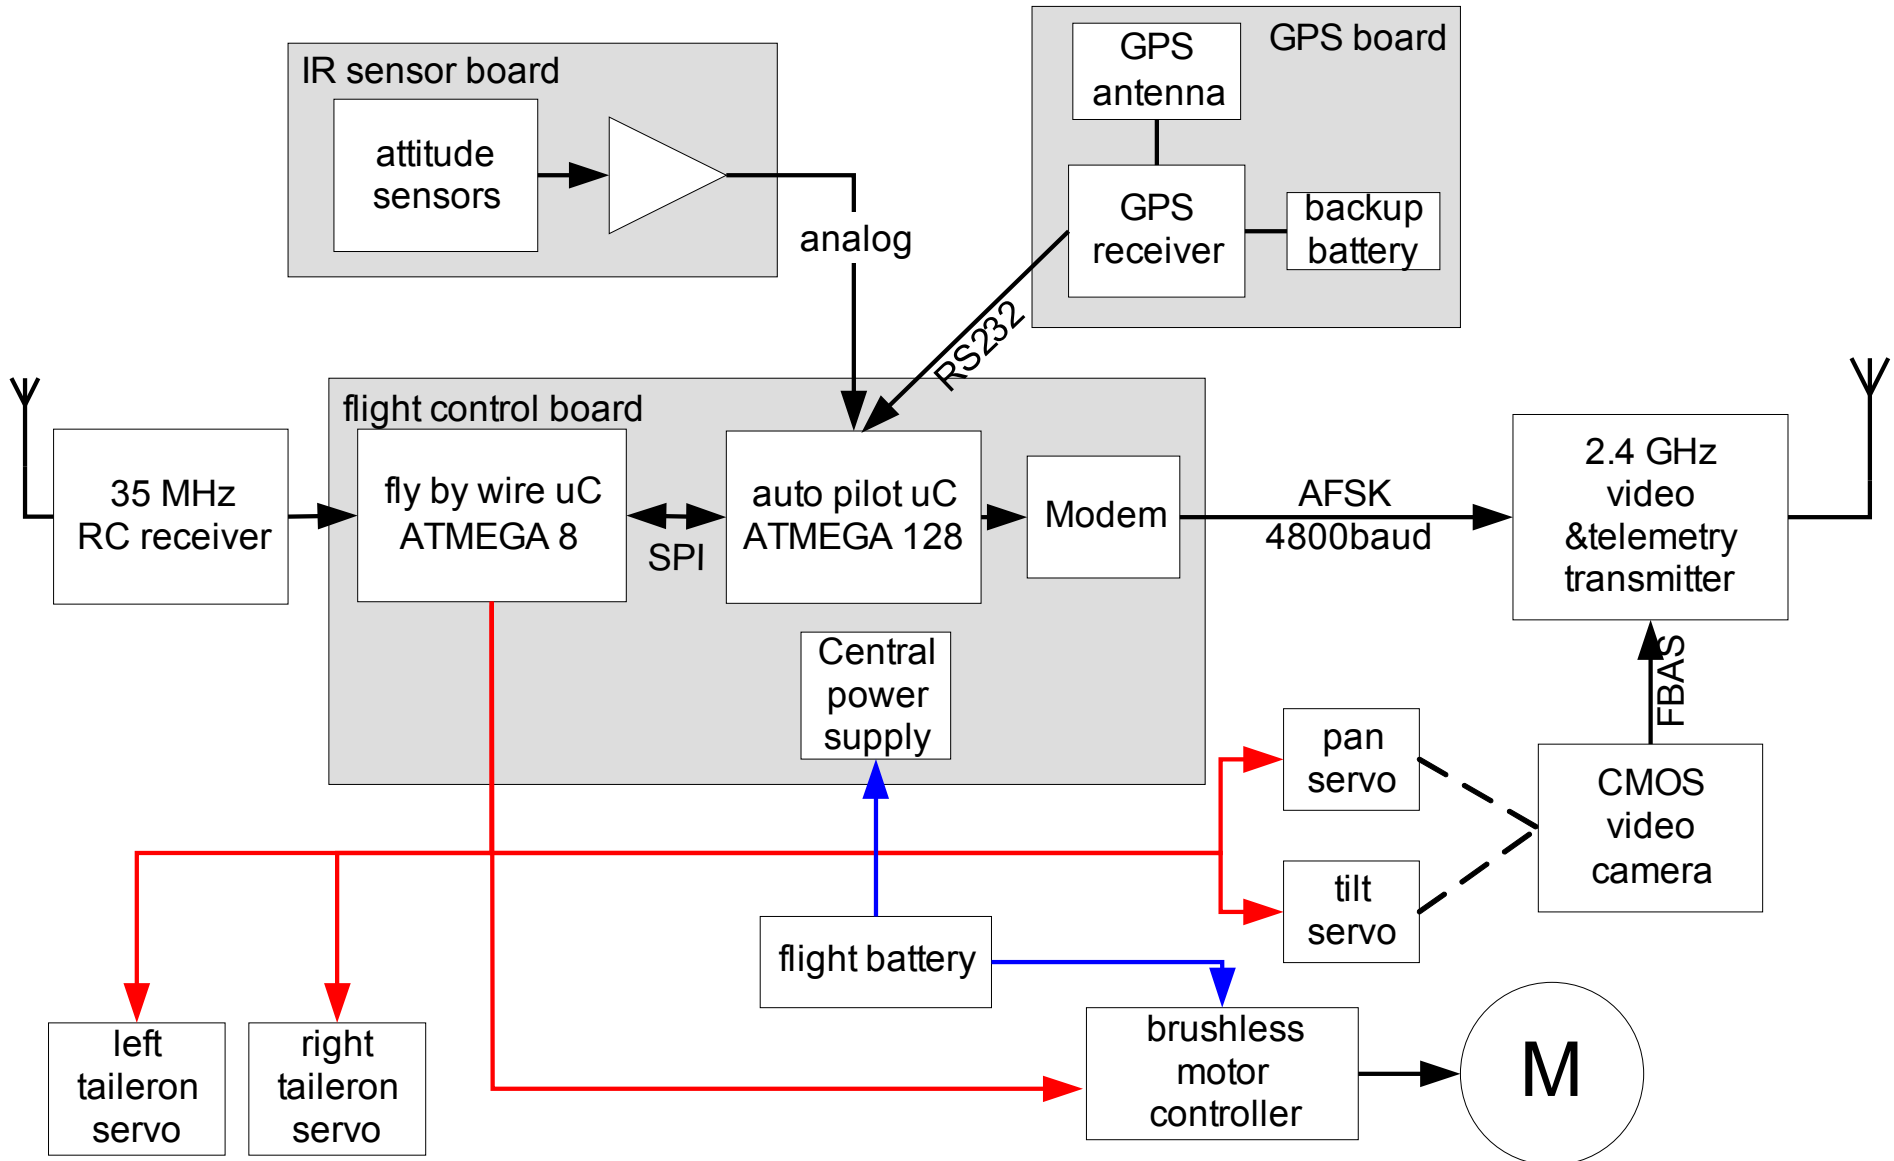 IR sensor board
attitude
sensors
analog
GPS board
GPS
antenna
GPS
receiver
backup
battery
RS232
flight control board
35 MHz
RC receiver
fly by wire uC
ATMEGA 8
SPI
auto pilot uC
ATMEGA 128
Modem
AFSK
4800baud
2.4 GHz
video
&telemetry
transmitter
Central
power
supply
FBAS
pan
servo
CMOS
video
camera
tilt
servo
flight battery
left
taileron
servo
right
taileron
servo
brushless
motor
controller
M